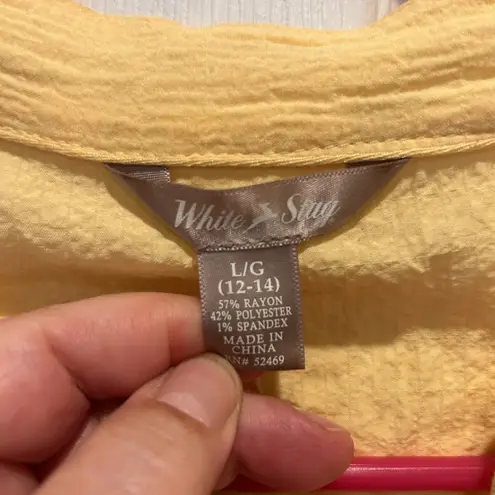 White Stag
L/G
(12-14)
57% RAYON
42% POLYESTER
1% SPANDEX
MADE IN
CHINA
RN# 52469